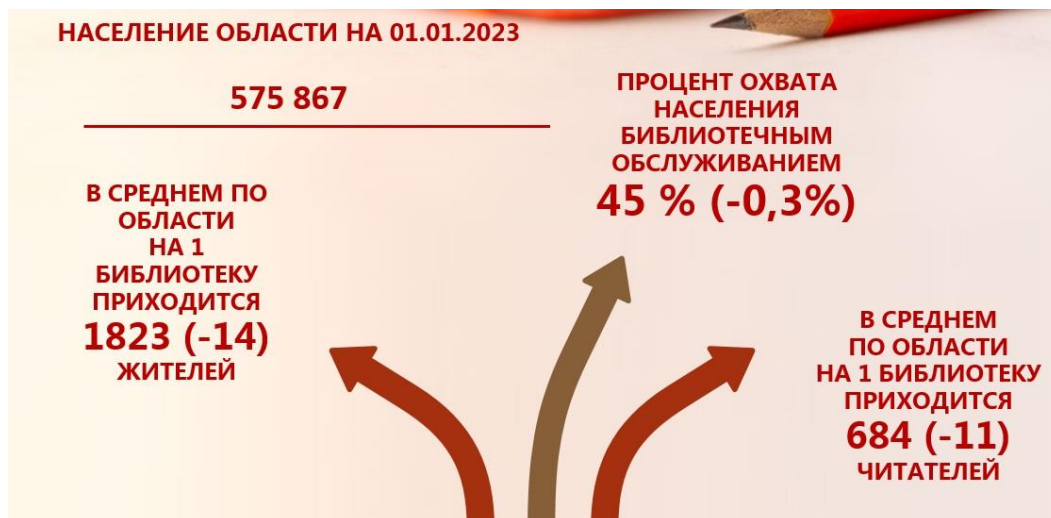 НАСЕЛЕНИЕ ОБЛАСТИ НА 01.01.2023
575 867
В СРЕДНЕМ ПО
ОБЛАСТИ
НА 1
БИБЛИОТЕКУ
ПРИХОДИТСЯ
1823 (-14)
ЖИТЕЛЕЙ
ПРОЦЕНТ ОХВАТА
НАСЕЛЕНИЯ
БИБЛИОТЕЧНЫМ
ОБСЛУЖИВАНИЕМ
45 % (-0,3%)
В СРЕДНЕМ
ПО ОБЛАСТИ
НА 1 БИБЛИОТЕКУ
ПРИХОДИТСЯ
684 (-11)
ЧИТАТЕЛЕЙ